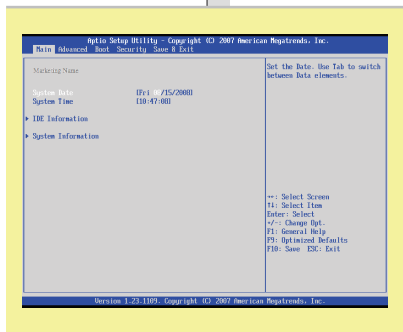 Aptio Setup Utility - Copyright (C) 2007 American Megatrends, Inc.
Main Advanced Boot Security Save & Exit
Marketing Name
System Date [Fri /15/2008]
System Time [10:47:08]
IDE Information
System Information
Set the Date. Use Tab to switch
between Data elements.
↔: Select Screen
↑↓: Select Item
Enter: Select
+/-: Change Opt.
F1: General Help
F9: Optimized Defaults
F10: Save ESC: Exit
Version 1.23.1109. Copyright (C) 2007 American Megatrends, Inc.